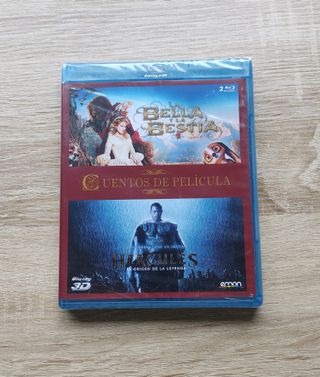 2 Blu-ray
BELLA
Y LA
BESTIA
CUENTOS DE PELÍCULA
HÉRCULES
EL ORIGEN DE LA LEYENDA
Blu-ray
3D
emon